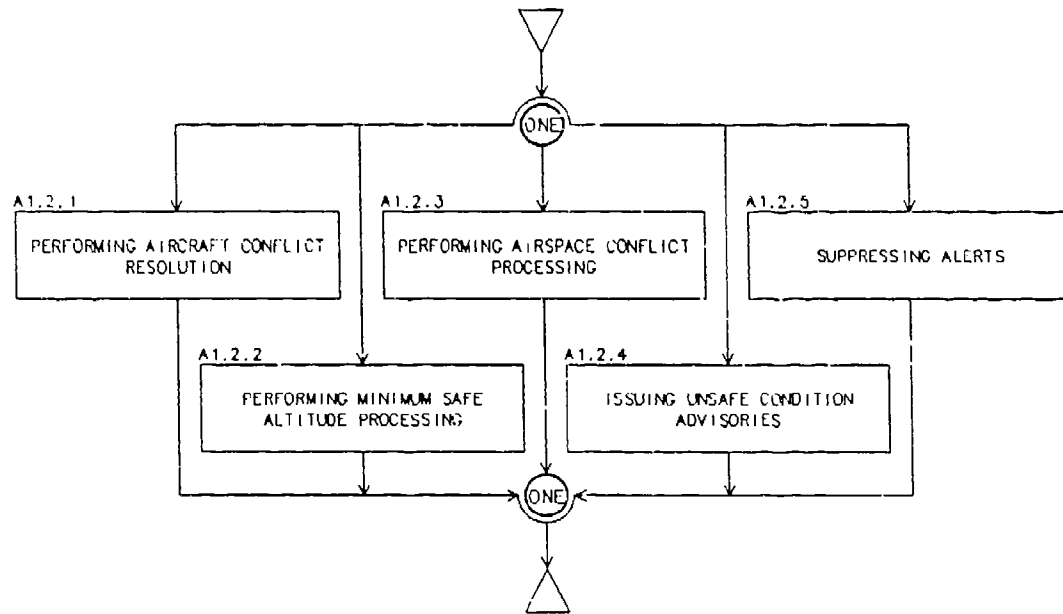 ONE
A1.2.1
PERFORMING AIRCRAFT CONFLICT
RESOLUTION
A1.2.3
PERFORMING AIRSPACE CONFLICT
PROCESSING
A1.2.5
SUPPRESSING ALERTS
A1.2.2
PERFORMING MINIMUM SAFE
ALTITUDE PROCESSING
A1.2.4
ISSUING UNSAFE CONDITION
ADVISORIES
ONE